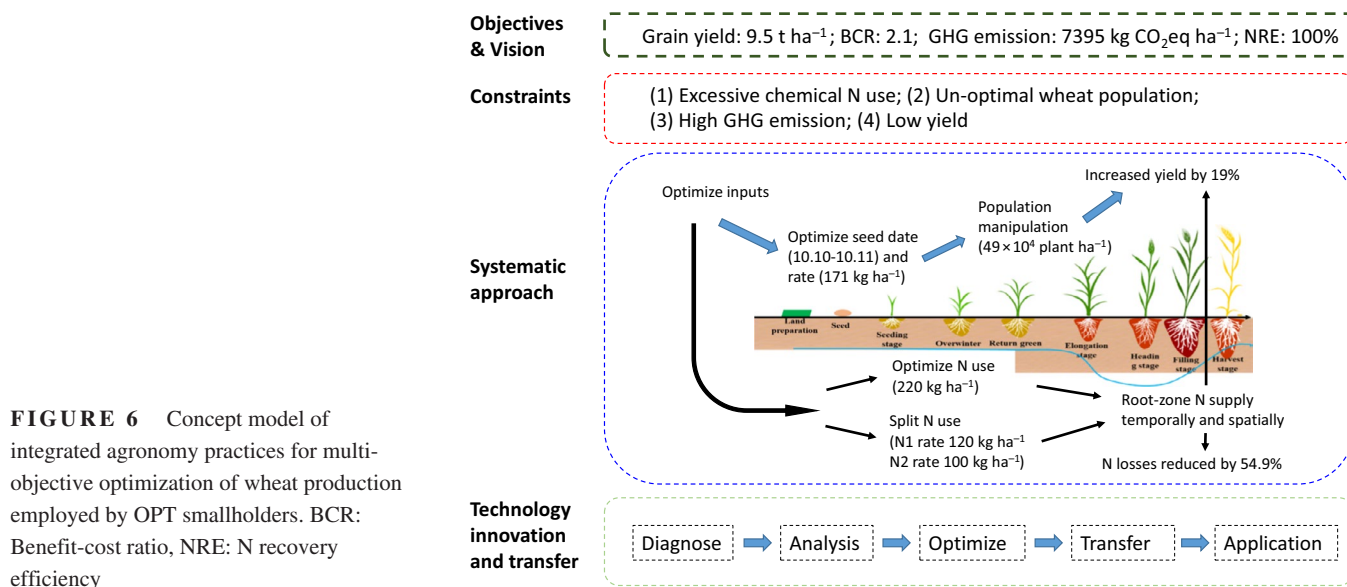 Objectives
& Vision
Grain yield: 9.5 t ha⁻¹; BCR: 2.1; GHG emission: 7395 kg CO₂eq ha⁻¹; NRE: 100%
Constraints
(1) Excessive chemical N use; (2) Un-optimal wheat population;
(3) High GHG emission; (4) Low yield
Systematic
approach
Optimize inputs
Optimize seed date
(10.10-10.11) and
rate (171 kg ha⁻¹)
Population
manipulation
(49×10⁴ plant ha⁻¹)
Increased yield by 19%
Land
preparation
Seed
Seeding
stage
Overwinter
Return green
Elongation
stage
Headin
g stage
Filling
stage
Harvest
stage
Optimize N use
(220 kg ha⁻¹)
Split N use
(N1 rate 120 kg ha⁻¹
N2 rate 100 kg ha⁻¹)
Root-zone N supply
temporally and spatially
N losses reduced by 54.9%
Technology
innovation
and transfer
Diagnose
Analysis
Optimize
Transfer
Application
FIGURE 6 Concept model of
integrated agronomy practices for multi-
objective optimization of wheat production
employed by OPT smallholders. BCR:
Benefit-cost ratio, NRE: N recovery
efficiency